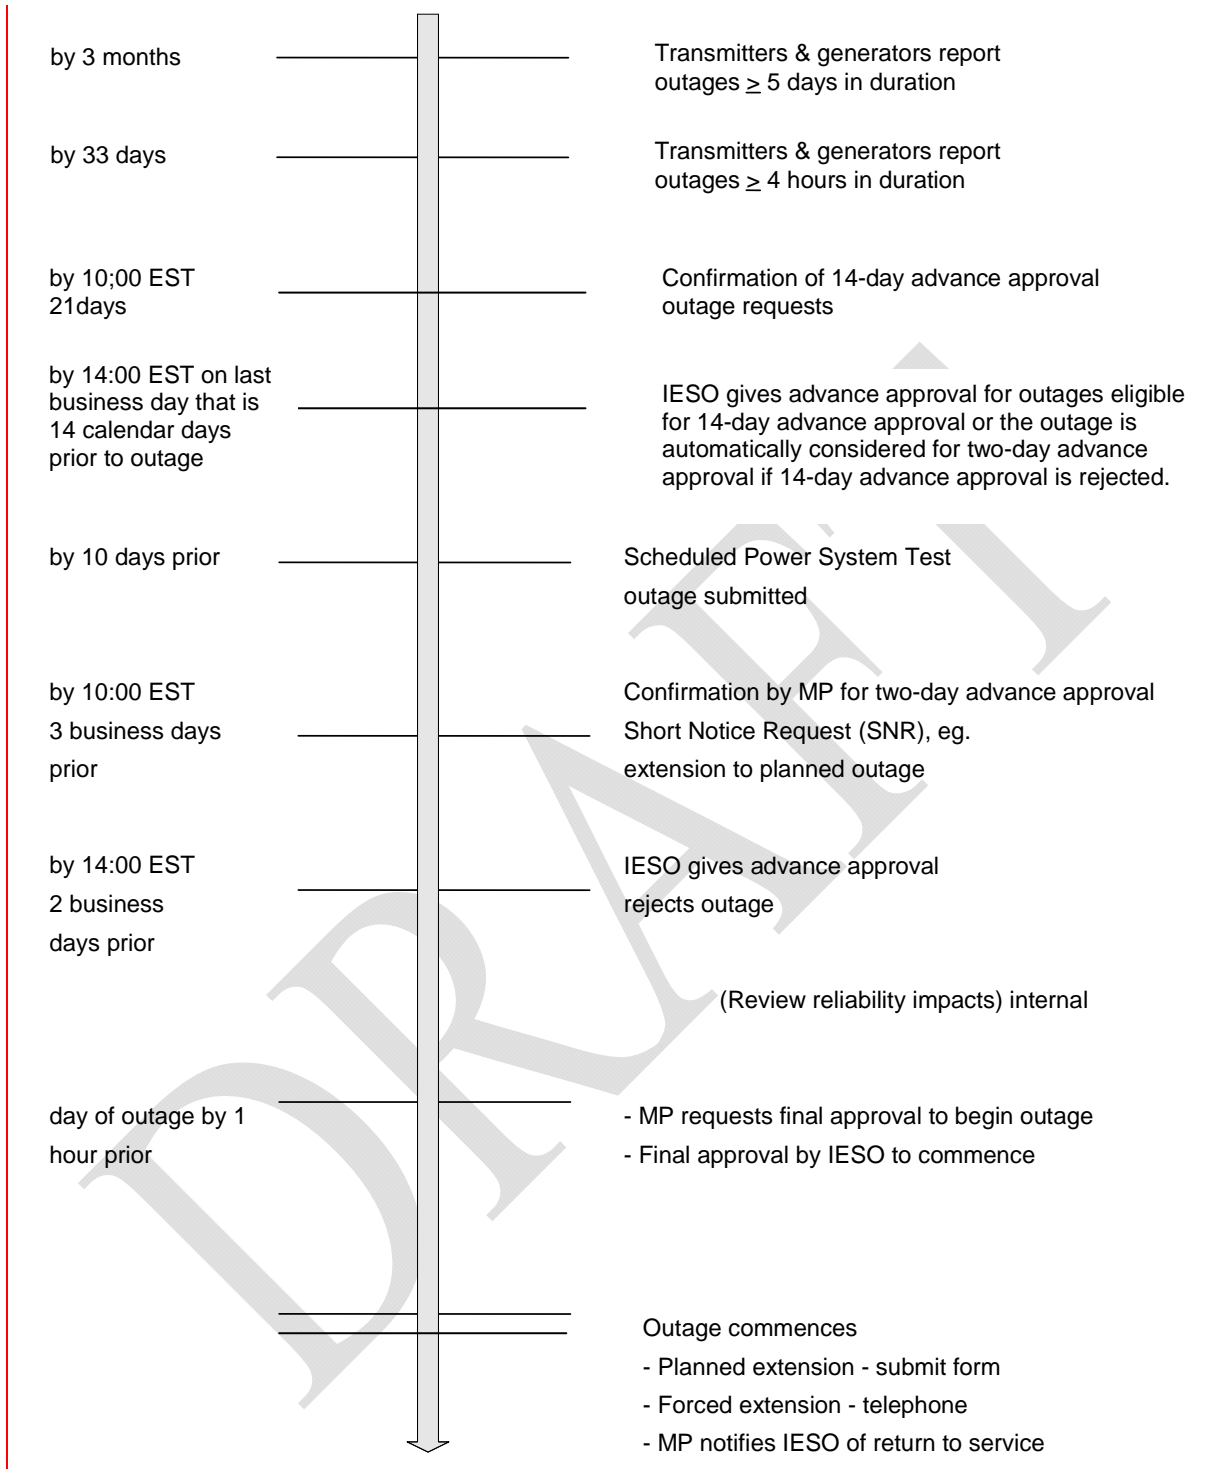 by 3 months
Transmitters & generators report
outages ≥ 5 days in duration
by 33 days
Transmitters & generators report
outages ≥ 4 hours in duration
by 10;00 EST
21days
Confirmation of 14-day advance approval
outage requests
by 14:00 EST on last
business day that is
14 calendar days
prior to outage
IESO gives advance approval for outages eligible
for 14-day advance approval or the outage is
automatically considered for two-day advance
approval if 14-day advance approval is rejected.
by 10 days prior
Scheduled Power System Test
outage submitted
by 10:00 EST
3 business days
prior
Confirmation by MP for two-day advance approval
Short Notice Request (SNR), eg.
extension to planned outage
by 14:00 EST
2 business
days prior
IESO gives advance approval
rejects outage
(Review reliability impacts) internal
day of outage by 1
hour prior
- MP requests final approval to begin outage
- Final approval by IESO to commence
Outage commences
- Planned extension - submit form
- Forced extension - telephone
- MP notifies IESO of return to service
DRAFT